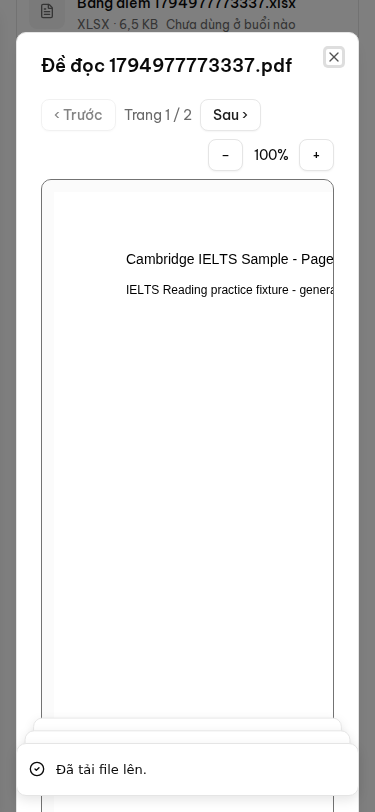 Bảng điểm 1794977773337.xlsx
XLSX · 6,5 KB Chưa dùng ở buổi nào
Đề đọc 1794977773337.pdf
‹ Trước Trang 1 / 2 Sau ›
− 100% +
Cambridge IELTS Sample - Page
IELTS Reading practice fixture - genera
Đã tải file lên.